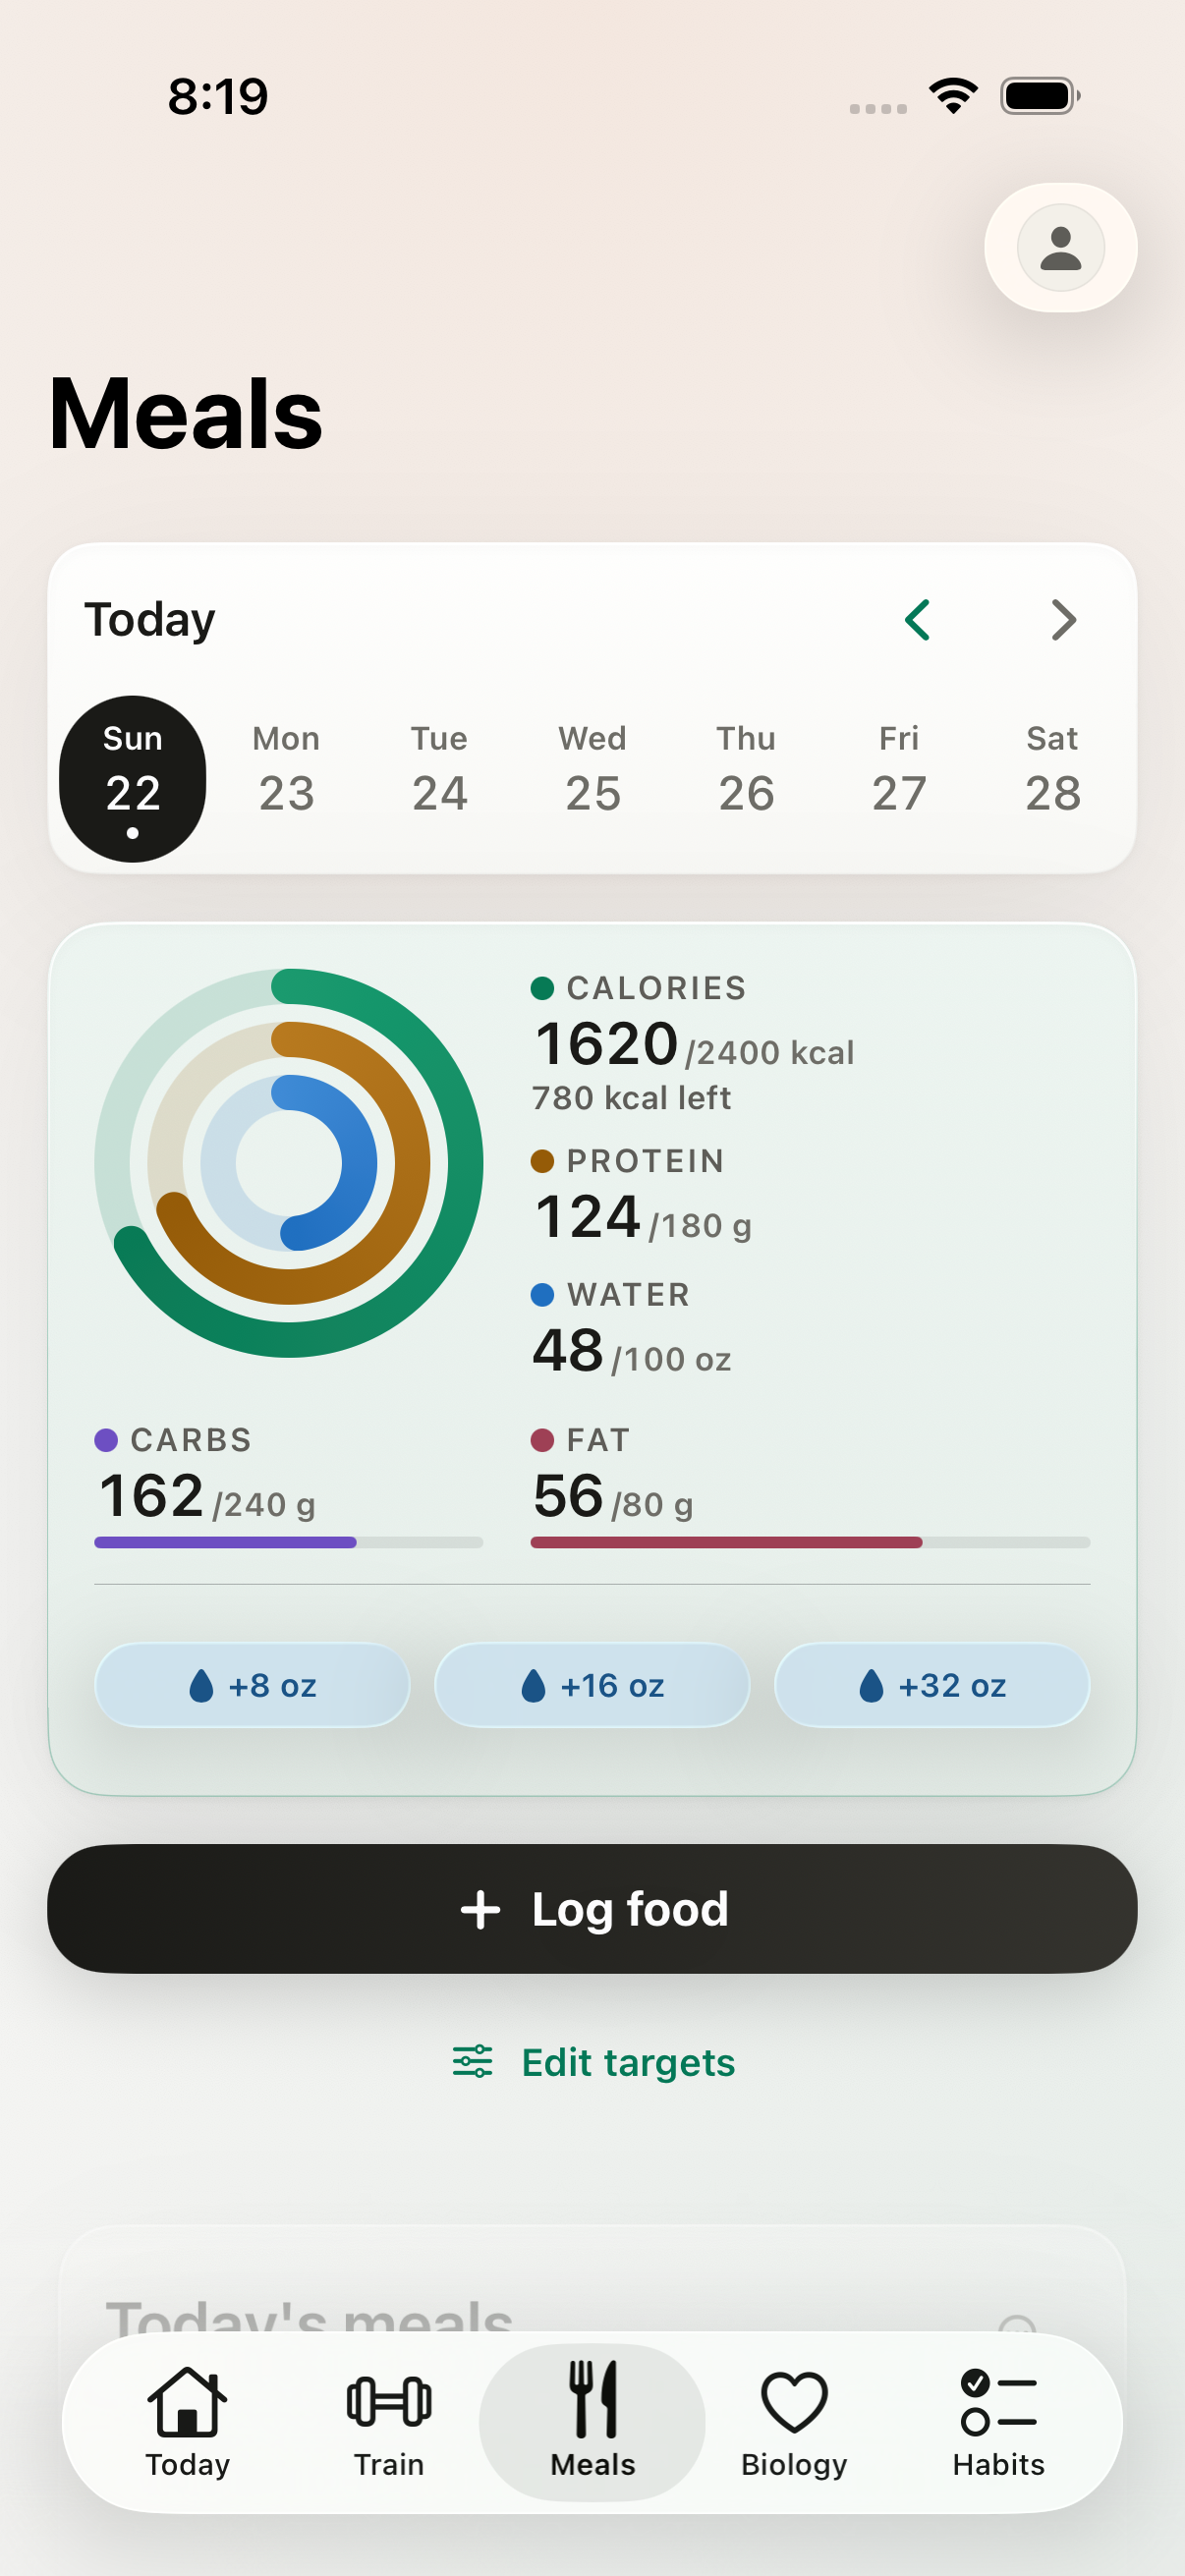 8:19
Meals
Today
Sun Mon Tue Wed Thu Fri Sat
22 23 24 25 26 27 28
CALORIES
1620/2400 kcal
780 kcal left
PROTEIN
124/180 g
WATER
48/100 oz
CARBS
162/240 g
FAT
56/80 g
+8 oz +16 oz +32 oz
+ Log food
Edit targets
Today's meals
Today Train Meals Biology Habits